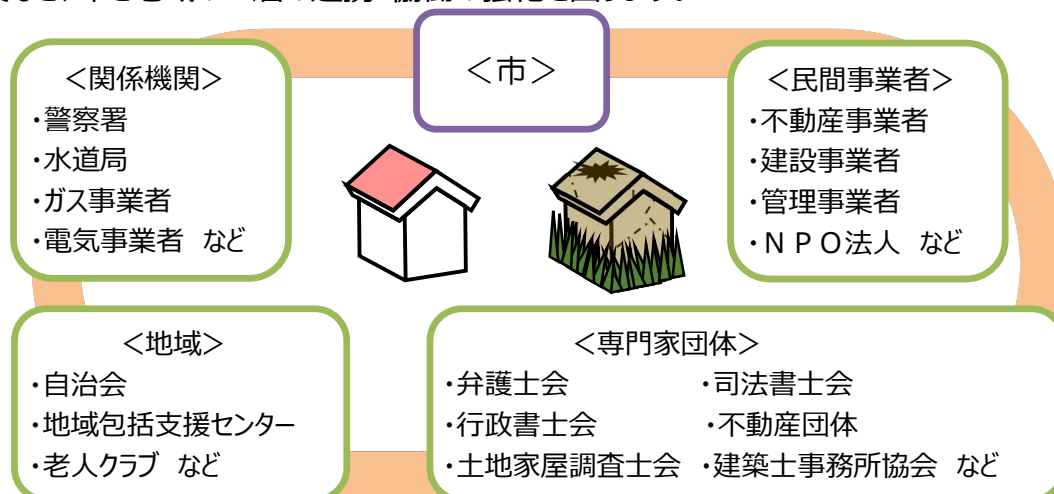 ＜市＞
＜関係機関＞
・警察署
・水道局
・ガス事業者
・電気事業者　など
＜民間事業者＞
・不動産事業者
・建設事業者
・管理事業者
・ＮＰＯ法人　など
＜地域＞
・自治会
・地域包括支援センター
・老人クラブ　など
＜専門家団体＞
・弁護士会　・司法書士会
・行政書士会　・不動産団体
・土地家屋調査士会　・建築士事務所協会　など